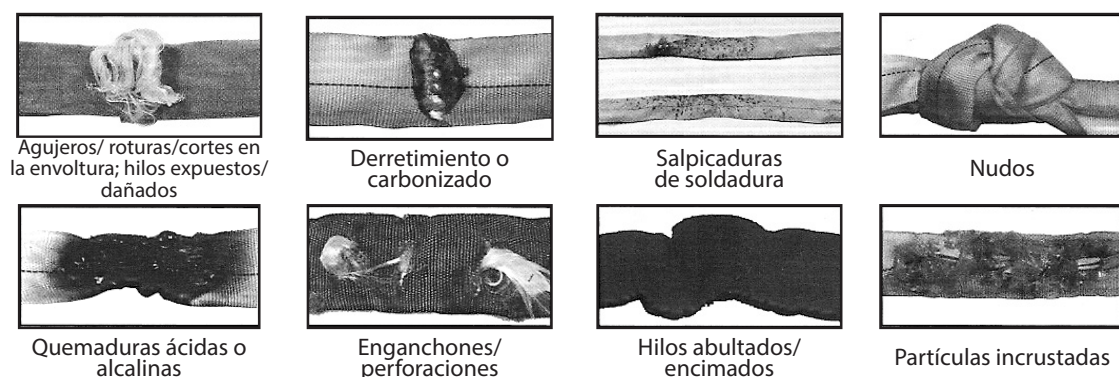 Agujeros/ roturas/cortes en
la envoltura; hilos expuestos/
dañados
Derretimiento o
carbonizado
Salpicaduras
de soldadura
Nudos
Quemaduras ácidas o
alcalinas
Enganchones/
perforaciones
Hilos abultados/
encimados
Partículas incrustadas